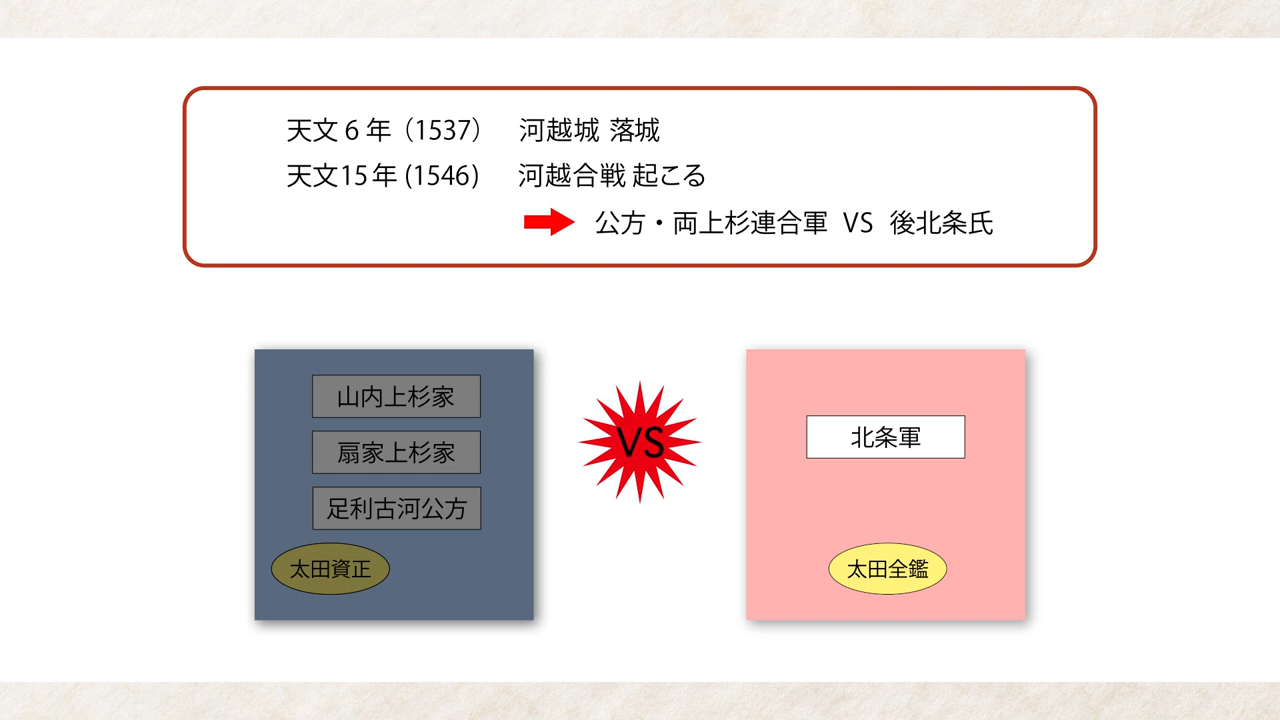 天文6年（1537） 河越城 落城
天文15年 (1546) 河越合戦 起こる
公方・両上杉連合軍 VS 後北条氏
山内上杉家
扇家上杉家
足利古河公方
太田資正
VS
北条軍
太田全鑑